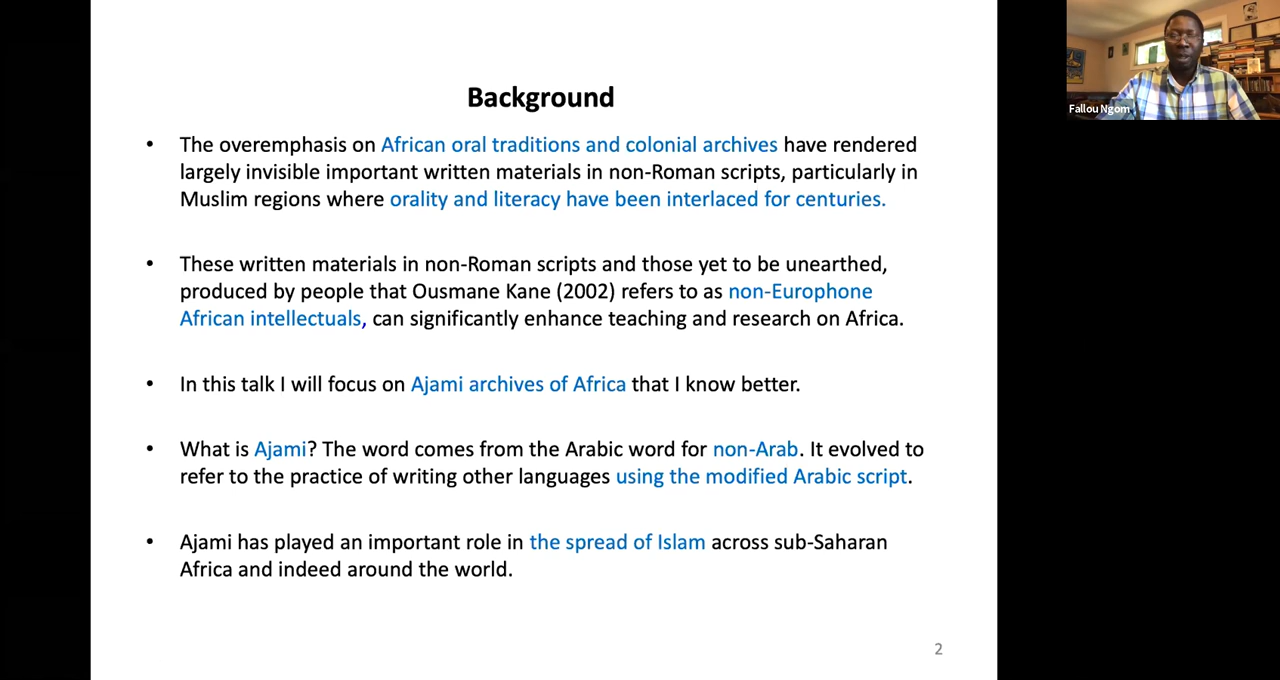 Background
• The overemphasis on African oral traditions and colonial archives have rendered
largely invisible important written materials in non-Roman scripts, particularly in
Muslim regions where orality and literacy have been interlaced for centuries.
• These written materials in non-Roman scripts and those yet to be unearthed,
produced by people that Ousmane Kane (2002) refers to as non-Europhone
African intellectuals, can significantly enhance teaching and research on Africa.
• In this talk I will focus on Ajami archives of Africa that I know better.
• What is Ajami? The word comes from the Arabic word for non-Arab. It evolved to
refer to the practice of writing other languages using the modified Arabic script.
• Ajami has played an important role in the spread of Islam across sub-Saharan
Africa and indeed around the world.
2
Fallou Ngom